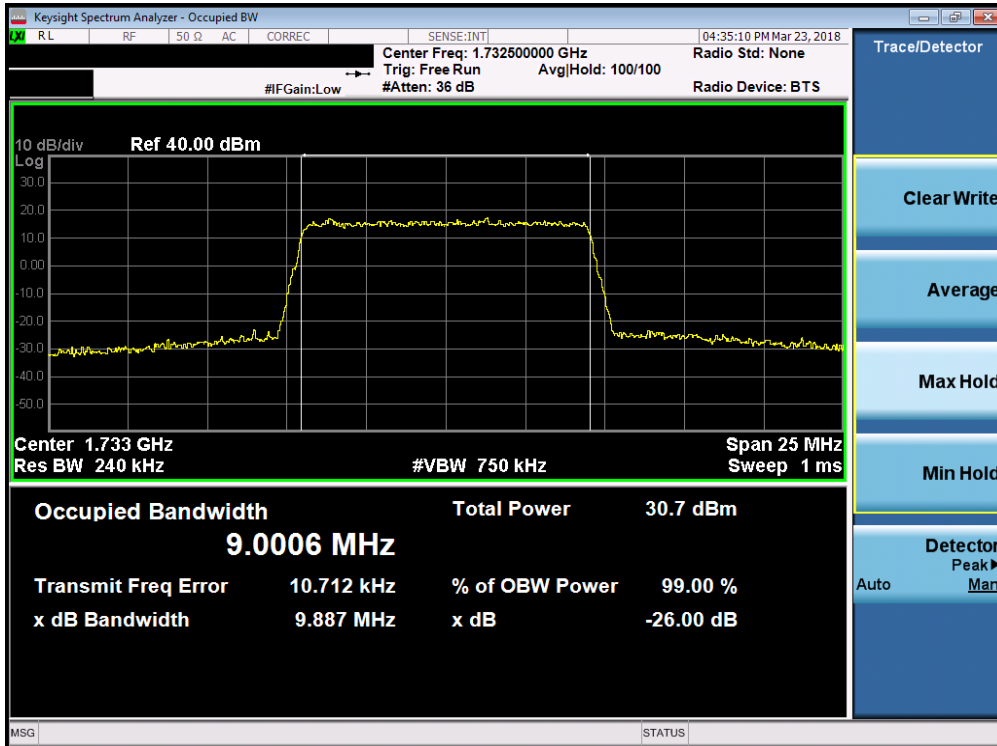 Keysight Spectrum Analyzer - Occupied BW
LXI RL RF 50 Ω AC CORREC SENSE:INT 04:35:10 PM Mar 23, 2018
Center Freq: 1.732500000 GHz Radio Std: None
Trig: Free Run Avg|Hold: 100/100
#IFGain:Low #Atten: 36 dB Radio Device: BTS
Trace/Detector
10 dB/div Ref 40.00 dBm
Log
30.0
20.0
10.0
0.00
-10.0
-20.0
-30.0
-40.0
-50.0
Center 1.733 GHz Span 25 MHz
Res BW 240 kHz #VBW 750 kHz Sweep 1 ms
Occupied Bandwidth Total Power 30.7 dBm
9.0006 MHz
Transmit Freq Error 10.712 kHz % of OBW Power 99.00 %
x dB Bandwidth 9.887 MHz x dB -26.00 dB
Clear Write
Average
Max Hold
Min Hold
Detector
Peak▶
Auto Man
MSG STATUS